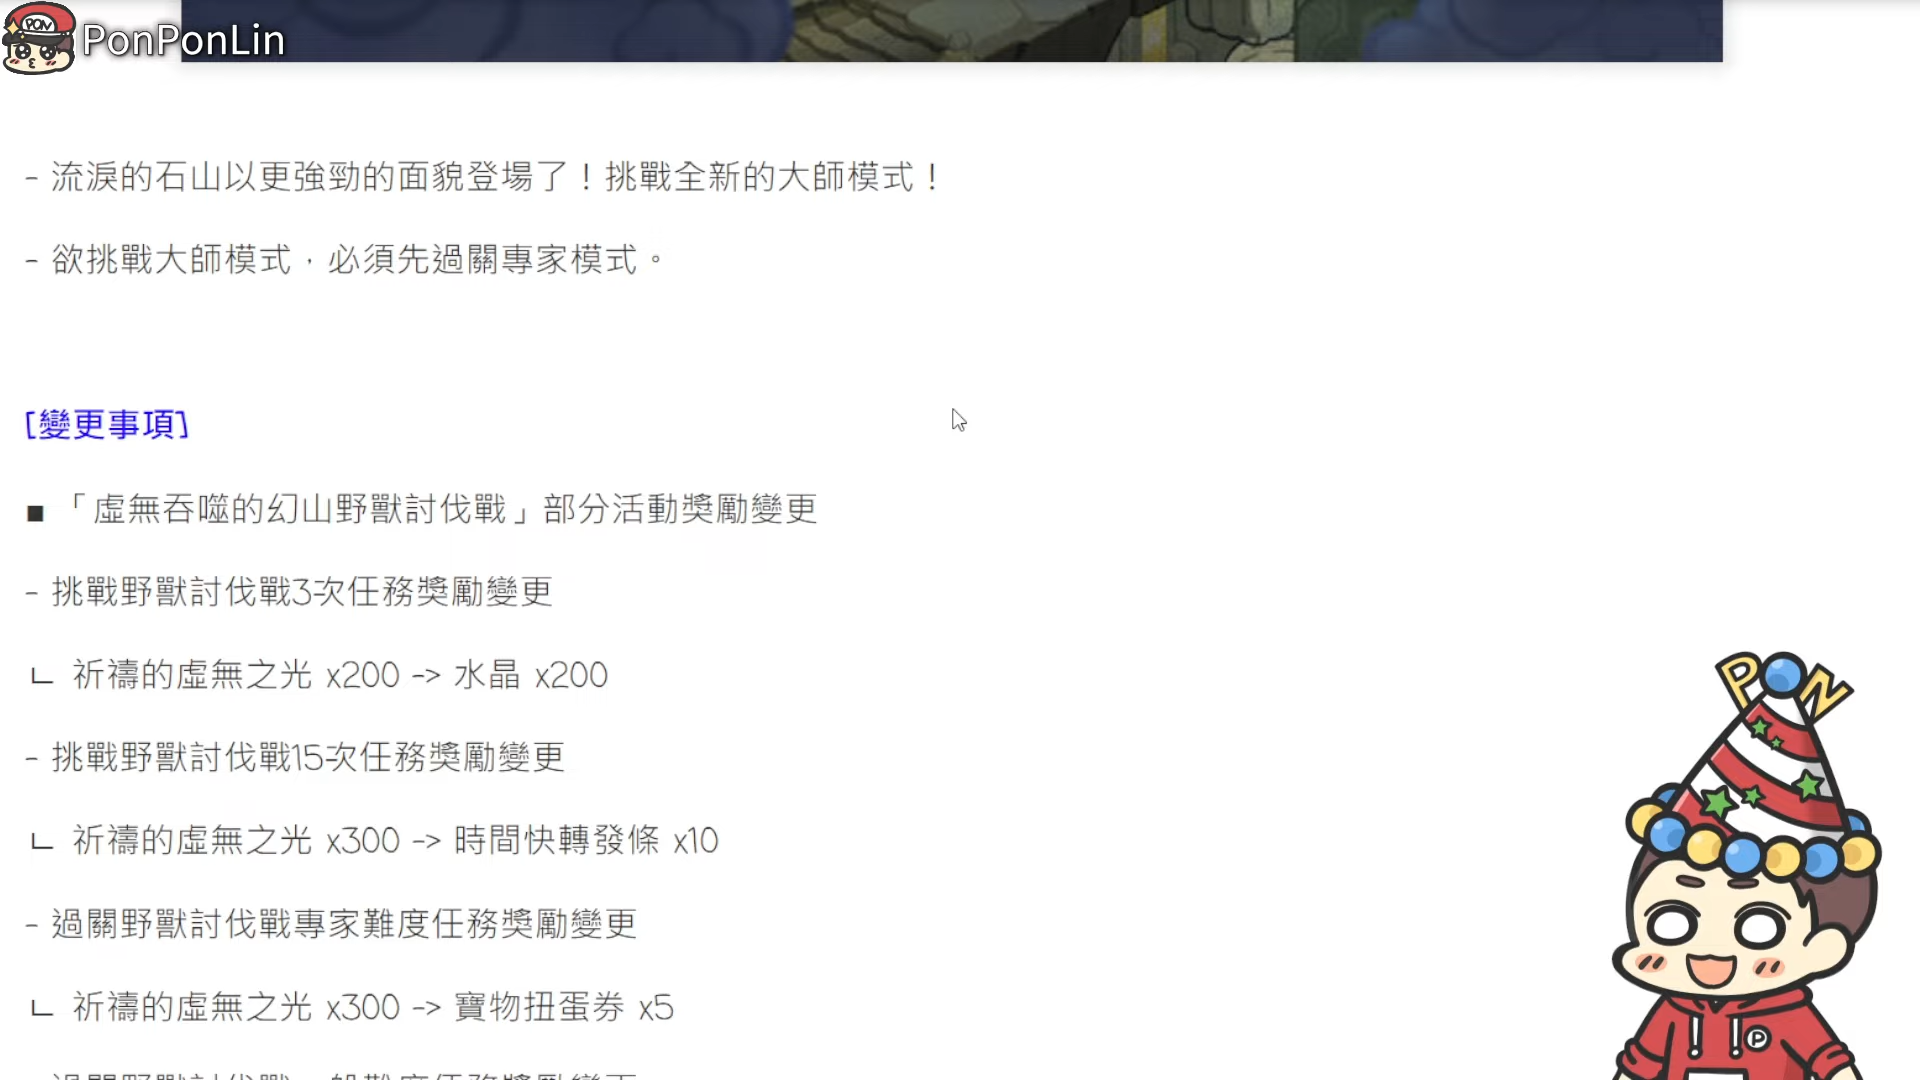 PonPonLin
- 流淚的石山以更強勁的面貌登場了！挑戰全新的大師模式！
- 欲挑戰大師模式，必須先過關專家模式。
[變更事項]
■ 「虛無吞噬的幻山野獸討伐戰」部分活動獎勵變更
- 挑戰野獸討伐戰3次任務獎勵變更
ㄴ 祈禱的虛無之光 x200 -> 水晶 x200
- 挑戰野獸討伐戰15次任務獎勵變更
ㄴ 祈禱的虛無之光 x300 -> 時間快轉發條 x10
- 過關野獸討伐戰專家難度任務獎勵變更
ㄴ 祈禱的虛無之光 x300 -> 寶物扭蛋券 x5
PON
P